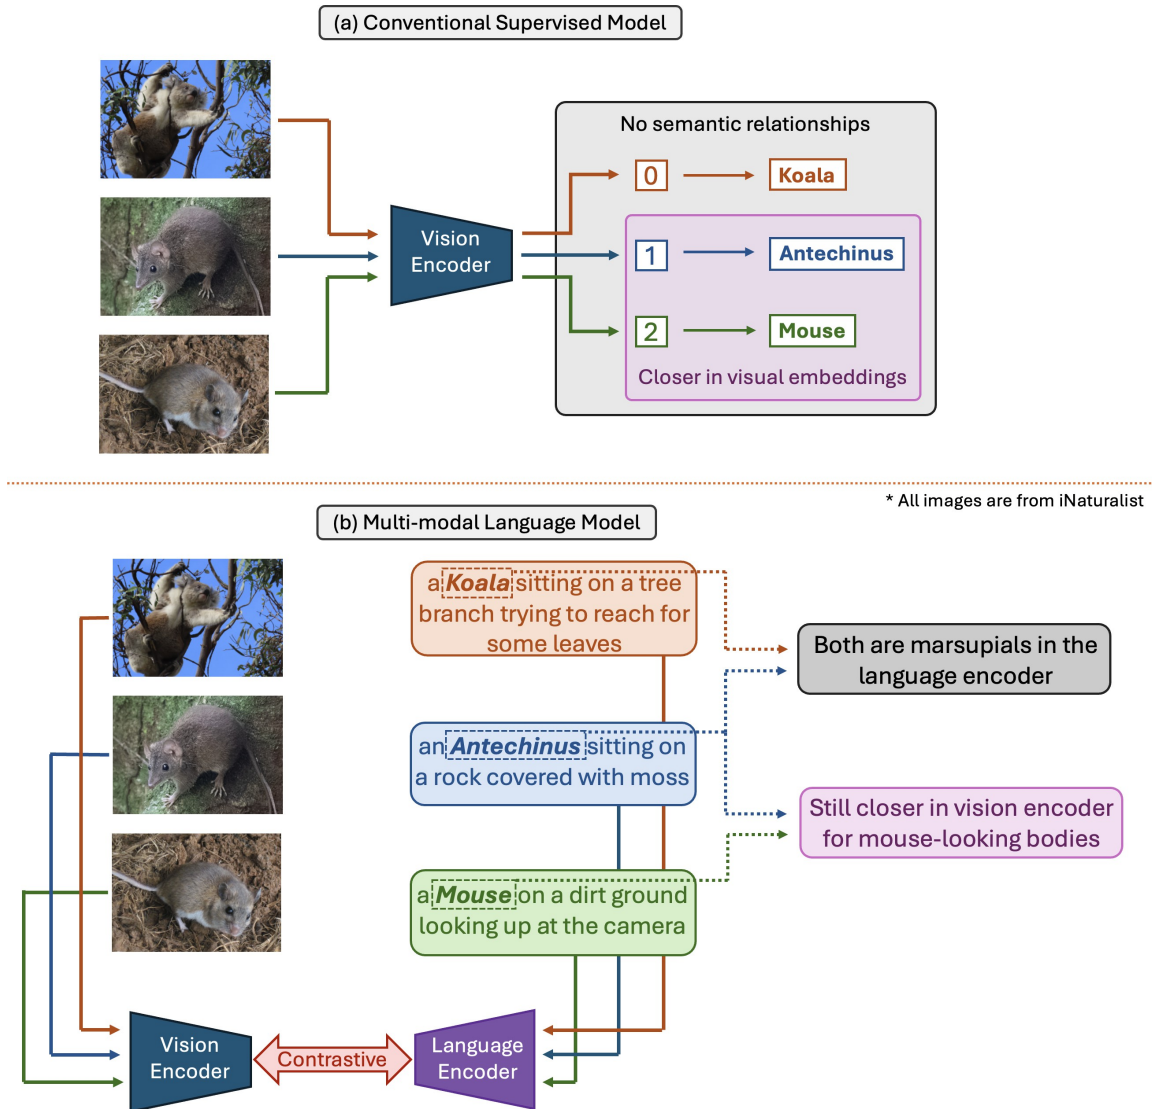 (a) Conventional Supervised Model
No semantic relationships
0
Koala
Vision
Encoder
1
Antechinus
2
Mouse
Closer in visual embeddings
* All images are from iNaturalist
(b) Multi-modal Language Model
a Koala sitting on a tree
branch trying to reach for
some leaves
Both are marsupials in the
language encoder
an Antechinus sitting on
a rock covered with moss
Still closer in vision encoder
for mouse-looking bodies
a Mouse on a dirt ground
looking up at the camera
Vision
Encoder
Contrastive
Language
Encoder